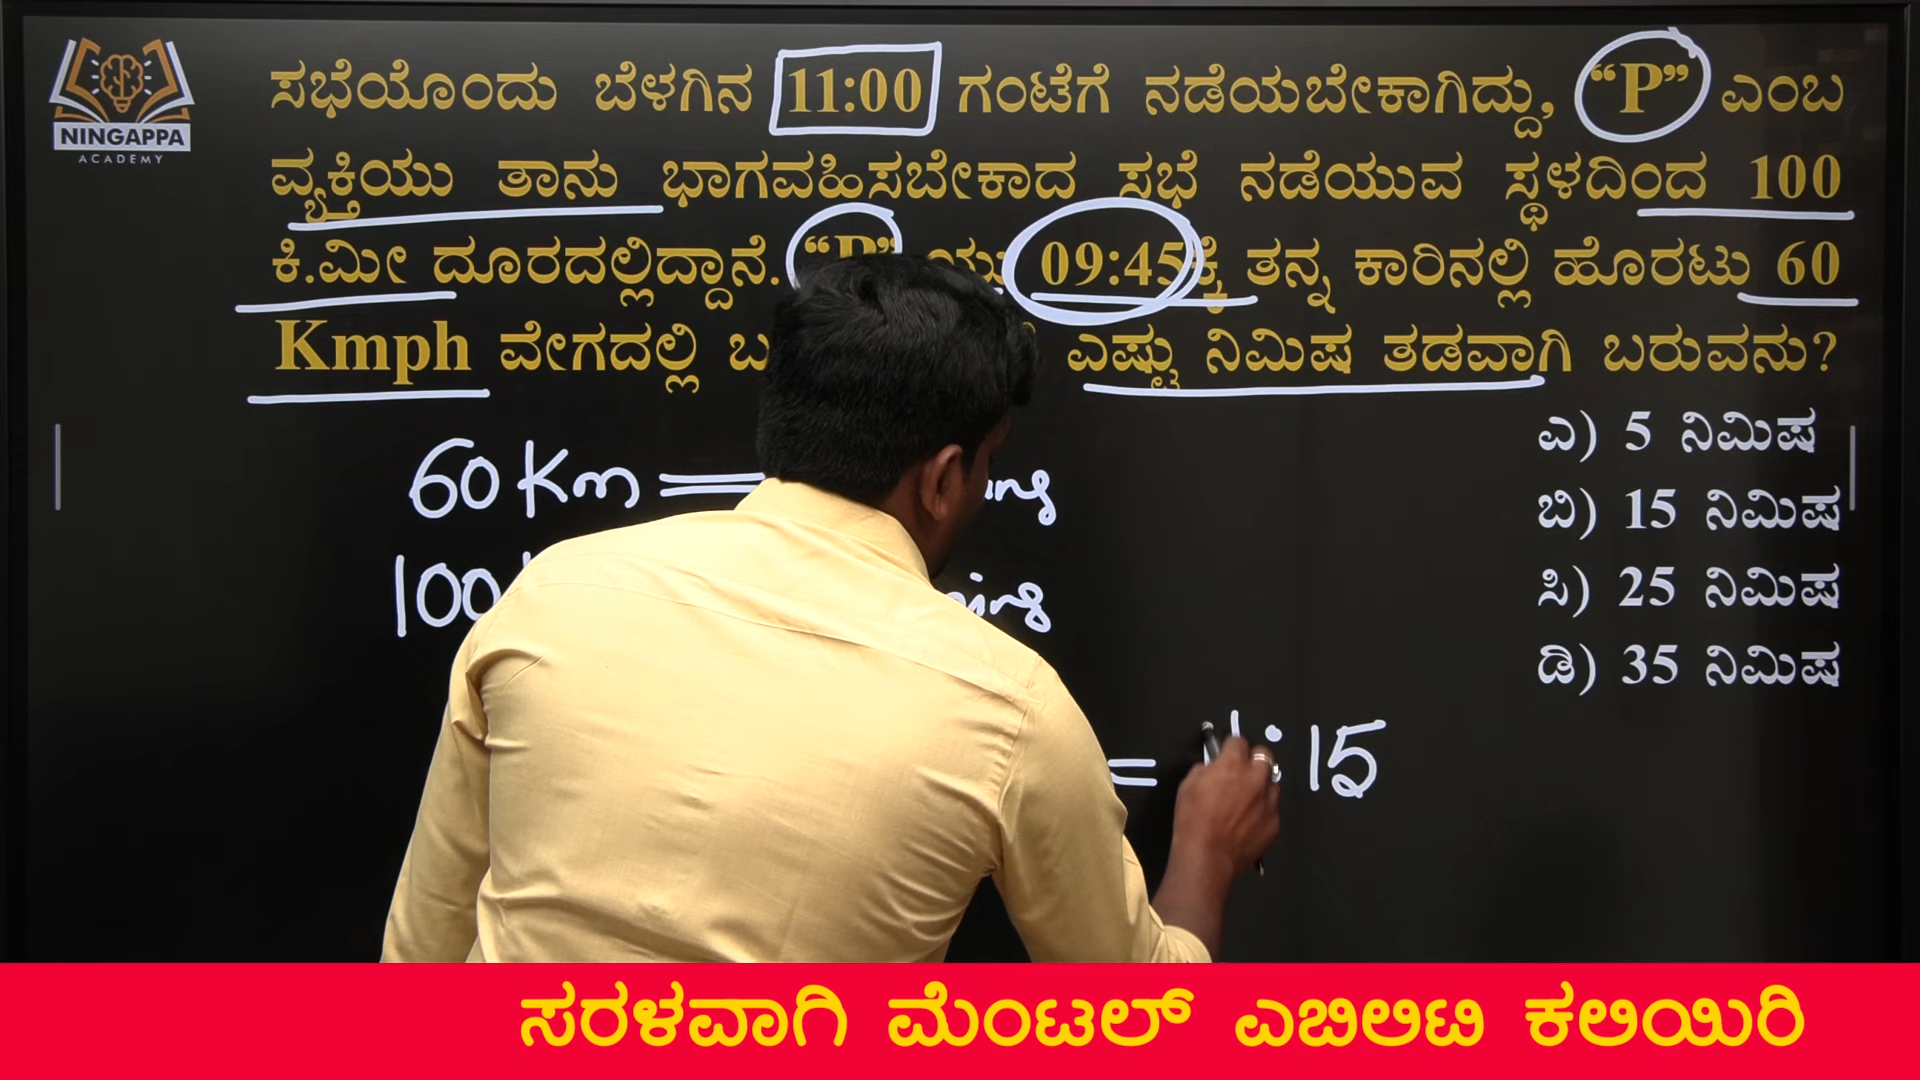 NINGAPPA
ACADEMY
ಸಭೆಯೊಂದು ಬೆಳಗಿನ 11:00 ಗಂಟೆಗೆ ನಡೆಯಬೇಕಾಗಿದ್ದು, “P” ಎಂಬ
ವ್ಯಕ್ತಿಯು ತಾನು ಭಾಗವಹಿಸಬೇಕಾದ ಸಭೆ ನಡೆಯುವ ಸ್ಥಳದಿಂದ 100
ಕಿ.ಮೀ ದೂರದಲ್ಲಿದ್ದಾನೆ. “P” ಯು 09:45ಕ್ಕೆ ತನ್ನ ಕಾರಿನಲ್ಲಿ ಹೊರಟು 60
Kmph ವೇಗದಲ್ಲಿ ಎಷ್ಟು ನಿಮಿಷ ತಡವಾಗಿ ಬರುವನು?
ಎ) 5 ನಿಮಿಷ
ಬಿ) 15 ನಿಮಿಷ
ಸಿ) 25 ನಿಮಿಷ
ಡಿ) 35 ನಿಮಿಷ
60 Km =
100
= : 15
ಸರಳವಾಗಿ ಮೆಂಟಲ್ ಎಬಿಲಿಟಿ ಕಲಿಯಿರಿ